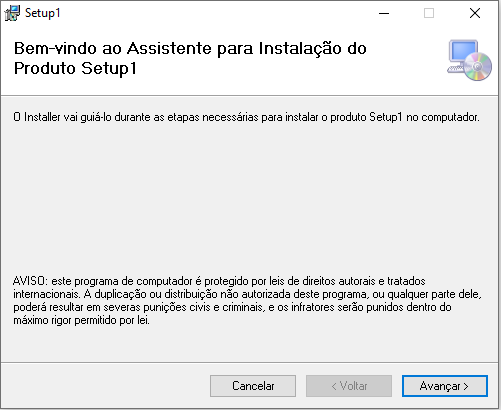 Setup1
Bem-vindo ao Assistente para Instalação do
Produto Setup1
O Installer vai guiá-lo durante as etapas necessárias para instalar o produto Setup1 no computador.
AVISO: este programa de computador é protegido por leis de direitos autorais e tratados
internacionais. A duplicação ou distribuição não autorizada deste programa, ou qualquer parte dele,
poderá resultar em severas punições civis e criminais, e os infratores serão punidos dentro do
máximo rigor permitido por lei.
Cancelar < Voltar Avançar >